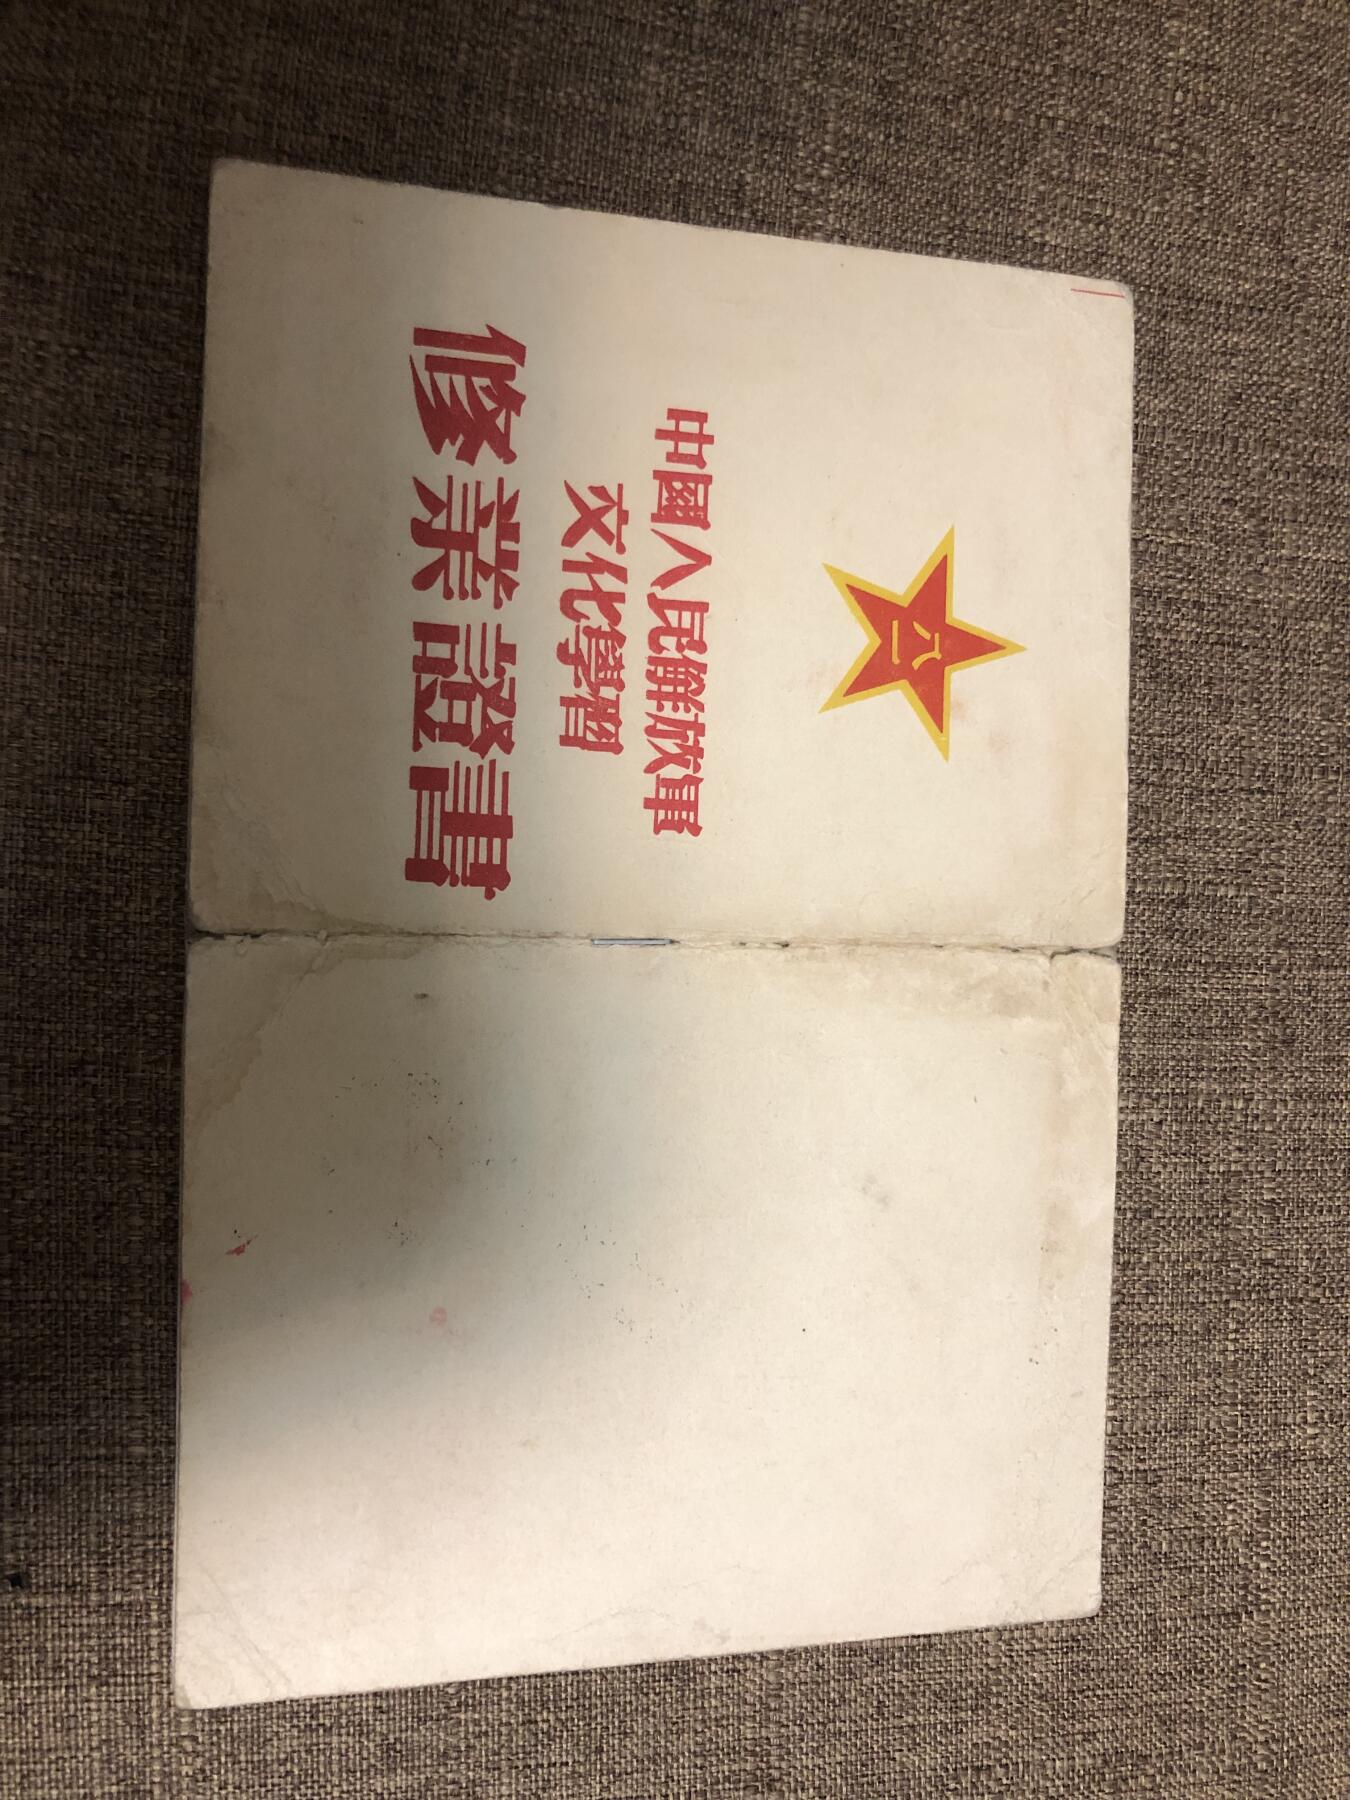 八一
中國人民解放軍
文化學習
修業證書